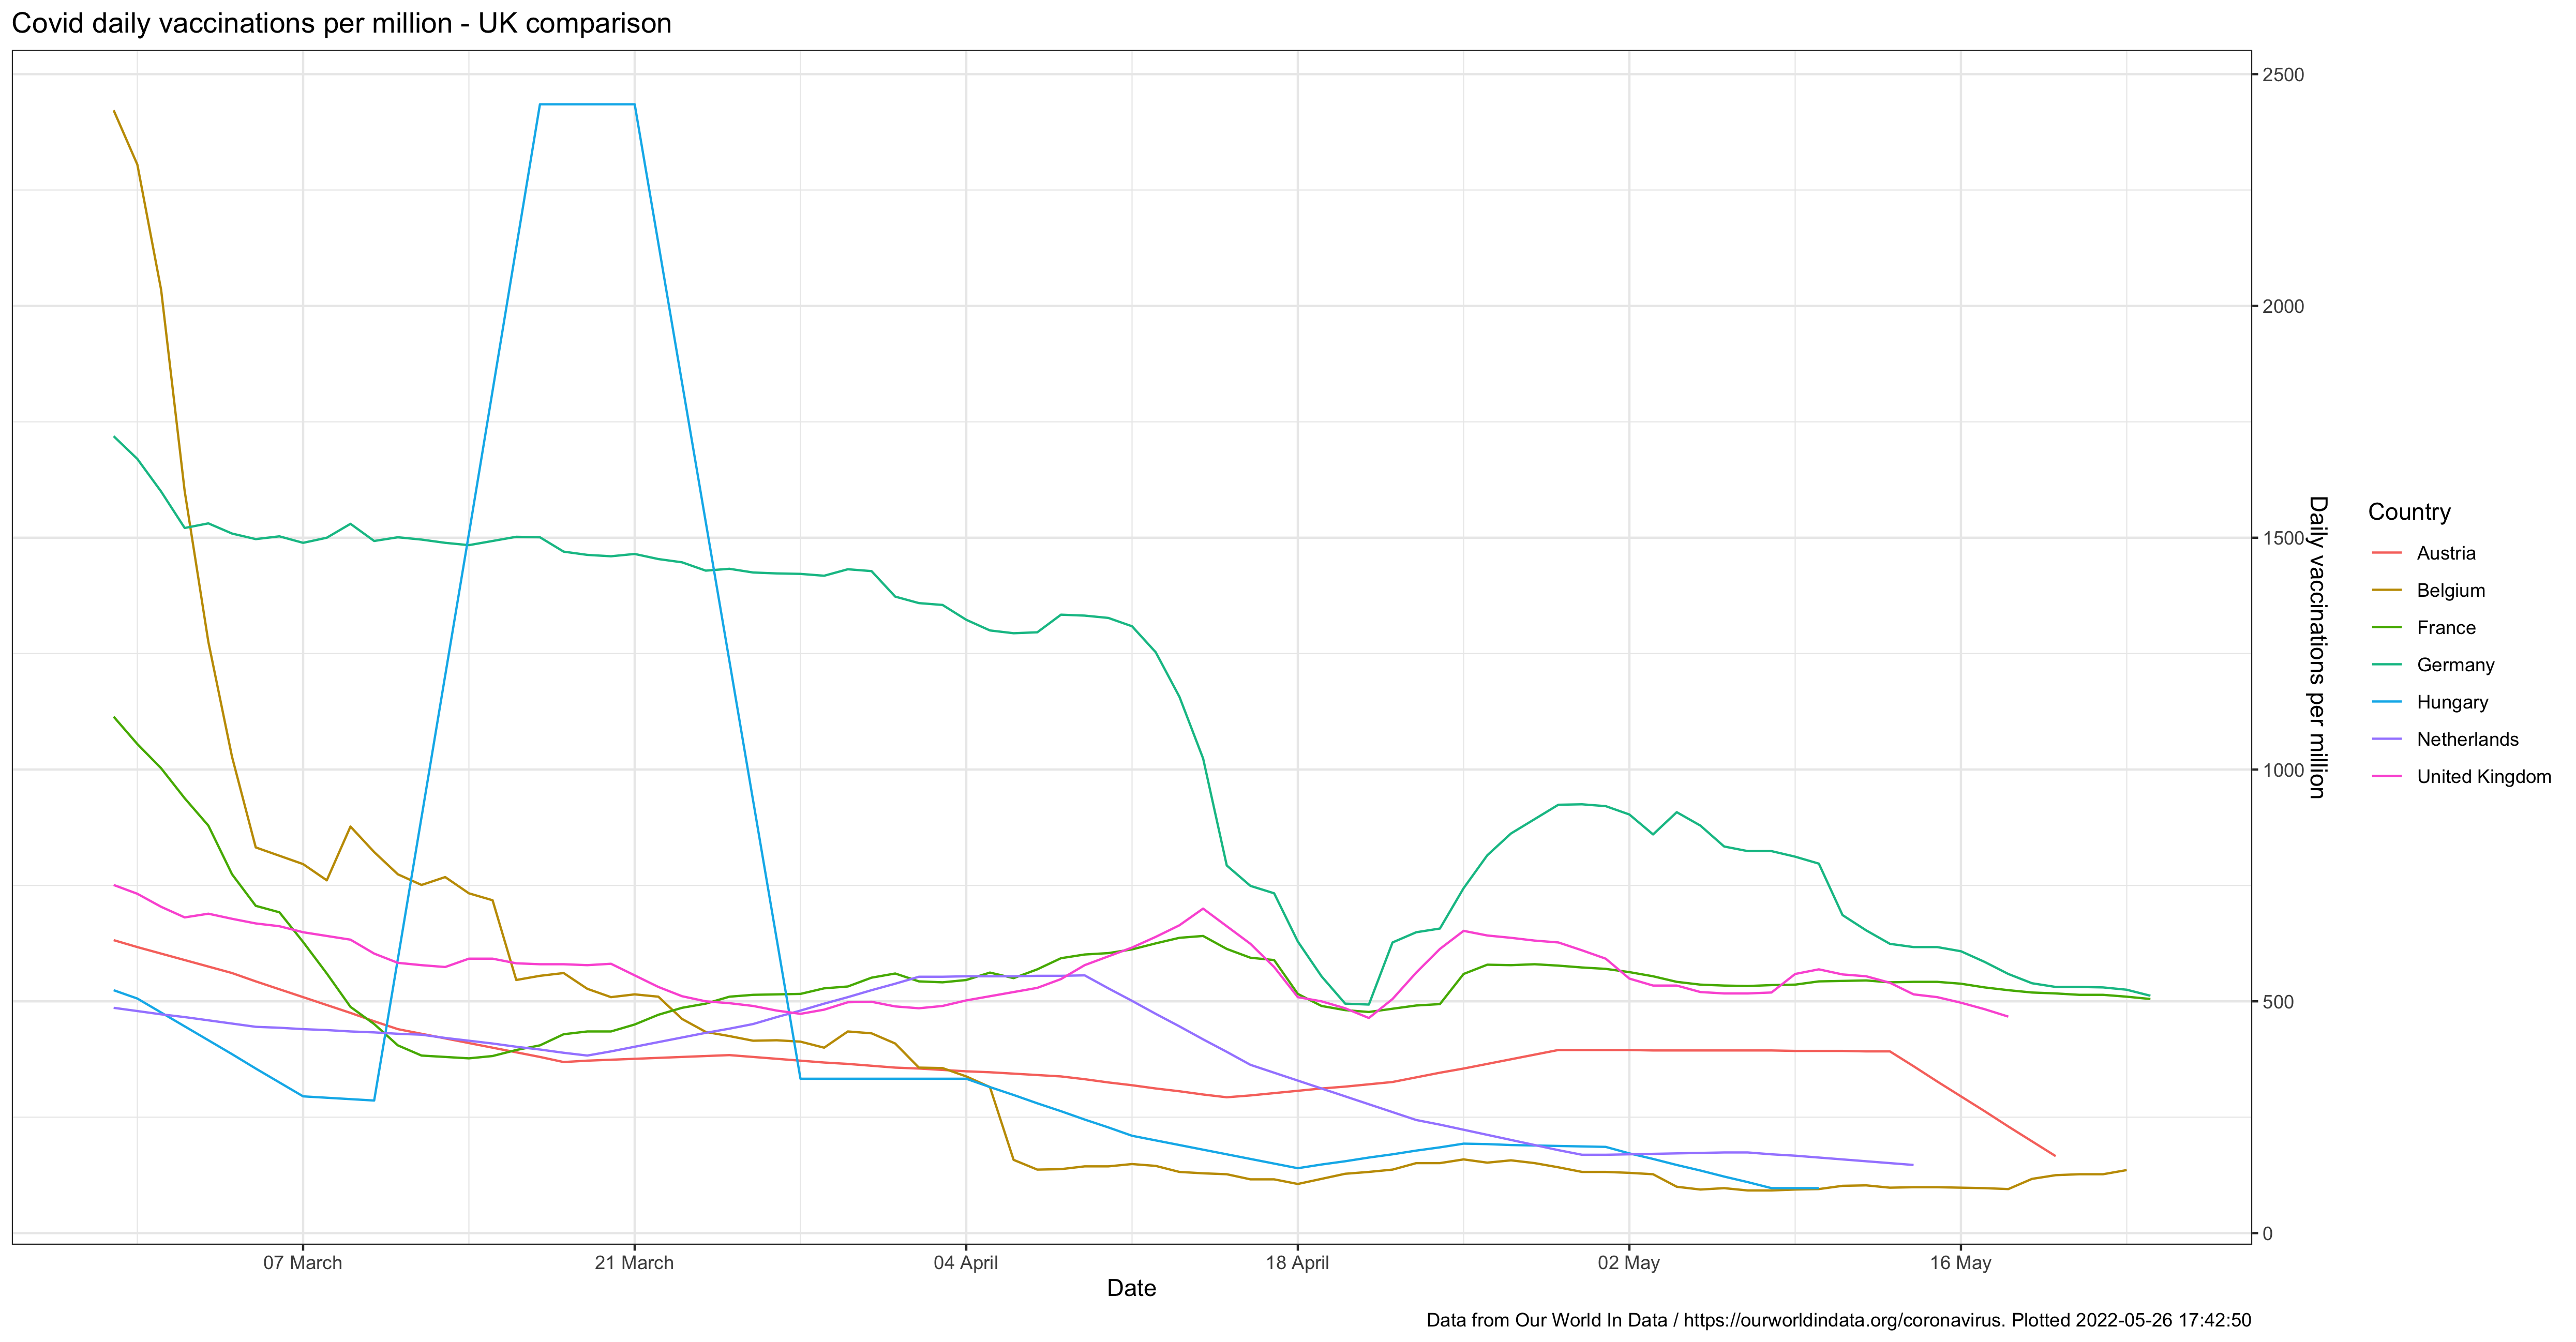 Covid daily vaccinations per million - UK comparison
2500
2000
1500
1000
500
0
Daily vaccinations per million
Country
Austria
Belgium
France
Germany
Hungary
Netherlands
United Kingdom
07 March
21 March
04 April
18 April
02 May
16 May
Date
Data from Our World In Data / https://ourworldindata.org/coronavirus. Plotted 2022-05-26 17:42:50